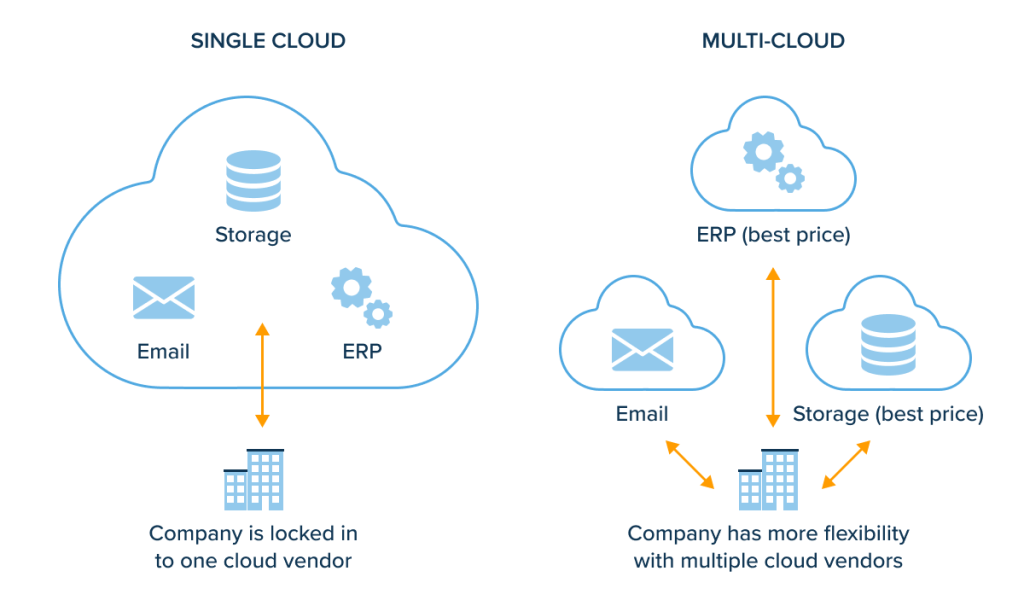 SINGLE CLOUD
Storage
Email
ERP
Company is locked in
to one cloud vendor
MULTI-CLOUD
ERP (best price)
Email
Storage (best price)
Company has more flexibility
with multiple cloud vendors